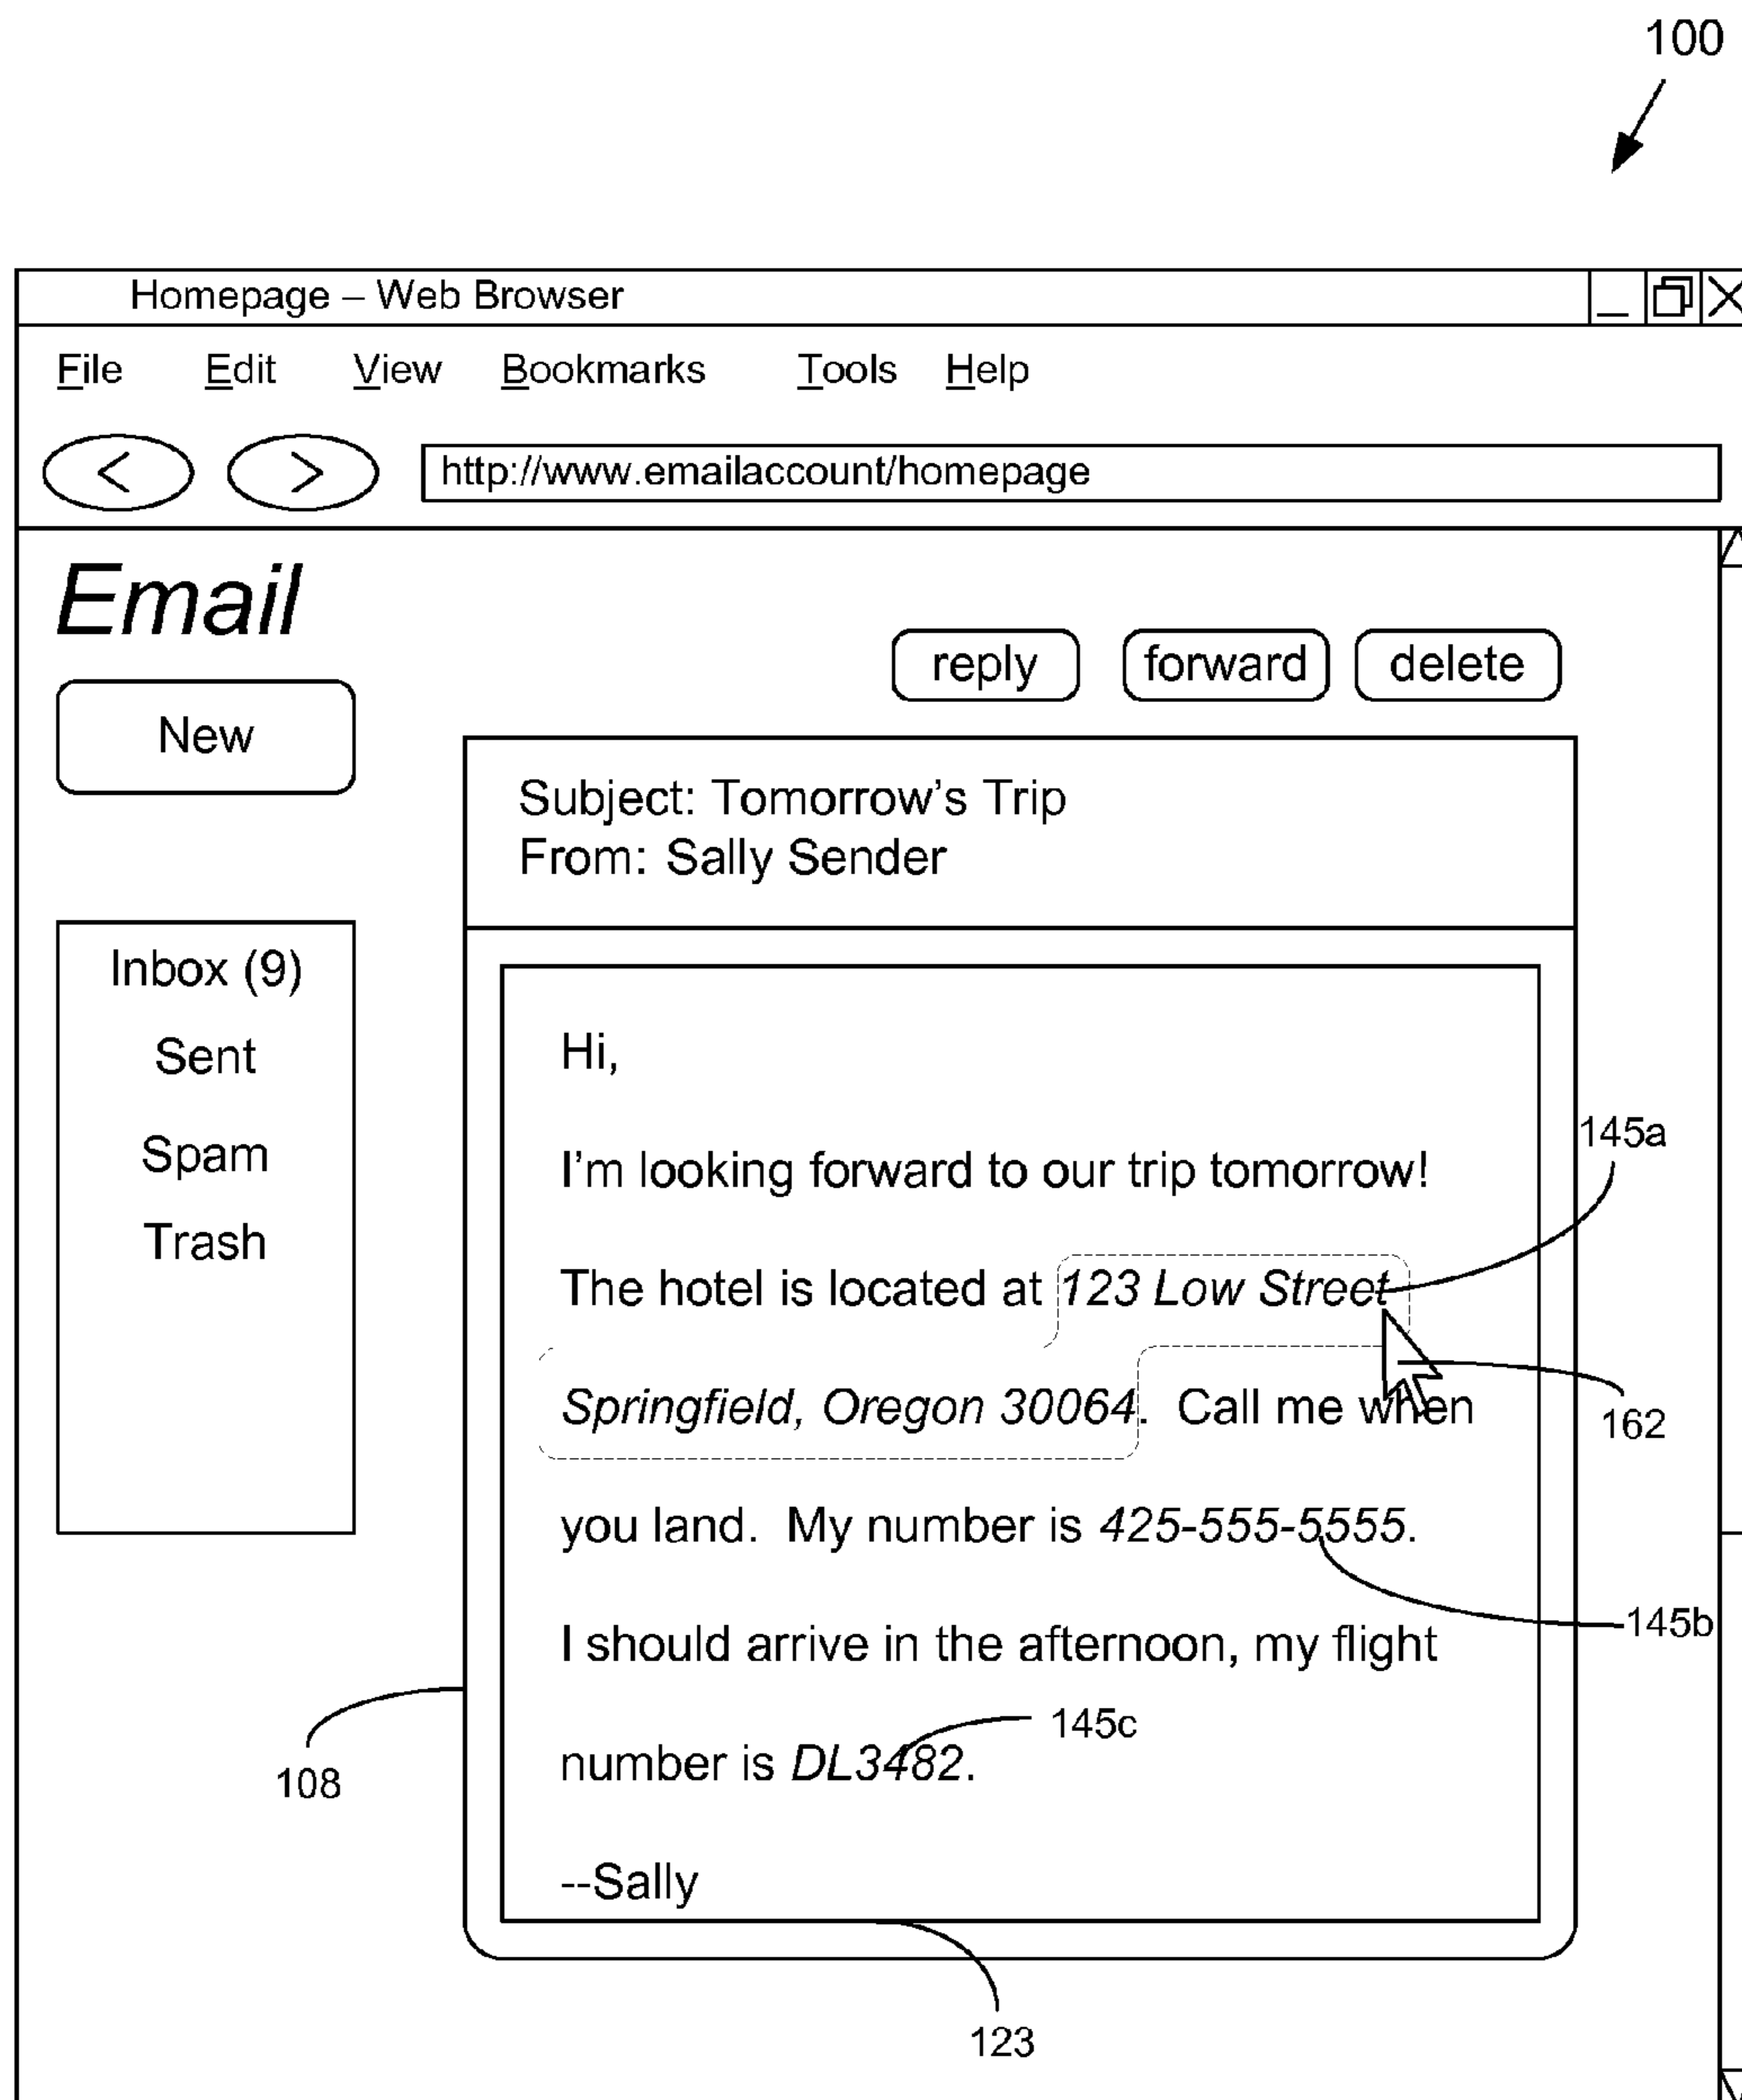 100
Homepage – Web Browser
File Edit View Bookmarks Tools Help
< > http://www.emailaccount/homepage
Email
reply forward delete
New
Subject: Tomorrow's Trip
From: Sally Sender
Inbox (9)
Sent
Spam
Trash
Hi,
I'm looking forward to our trip tomorrow!
145a
The hotel is located at 123 Low Street
Springfield, Oregon 30064. Call me when
162
you land. My number is 425-555-5555.
145b
I should arrive in the afternoon, my flight
145c
number is DL3482.
108
--Sally
123